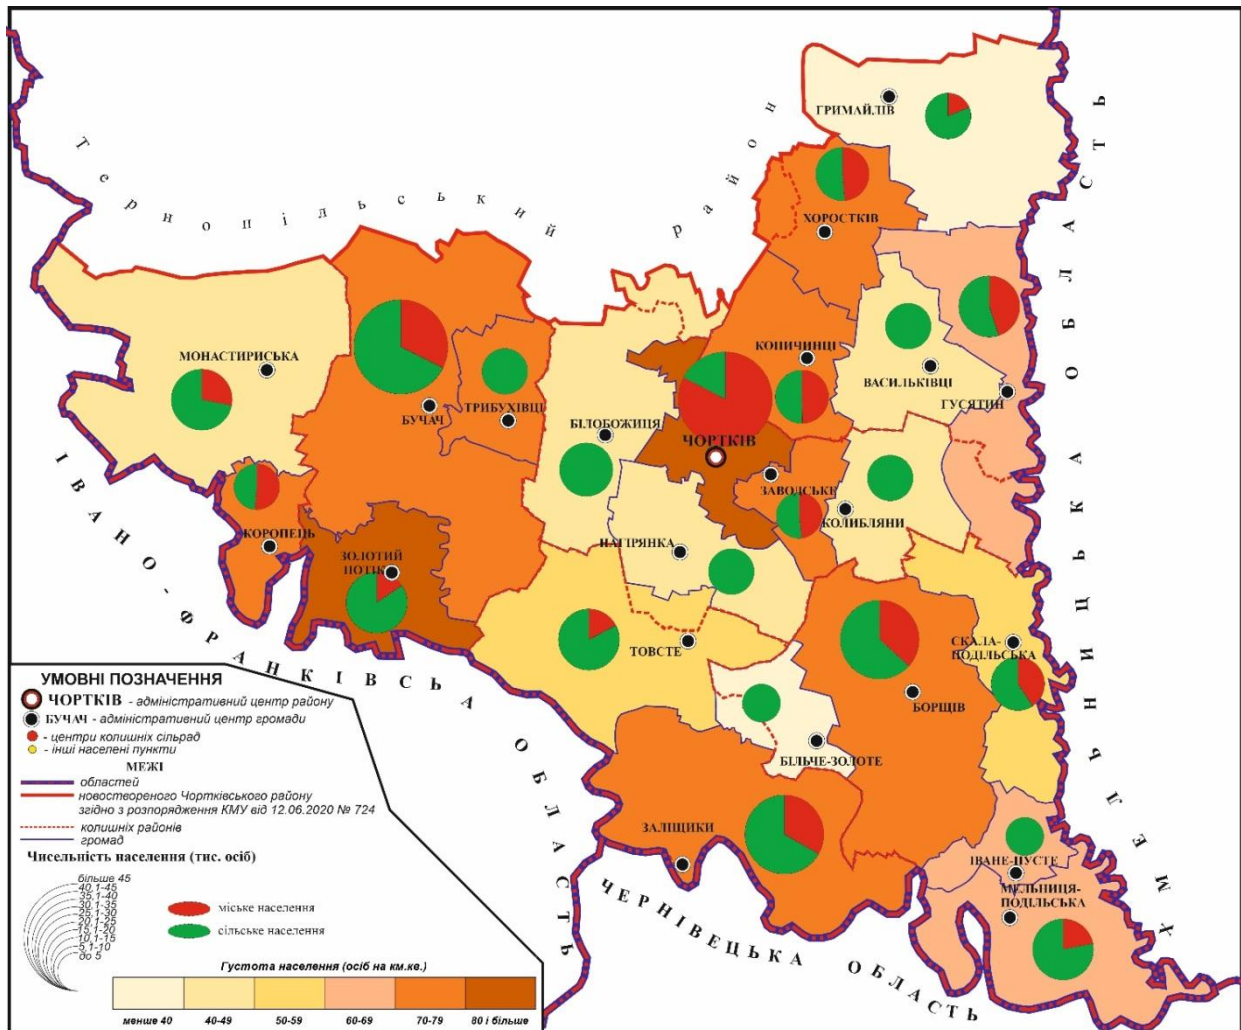 Тернопільський район
ГРИМАЙЛІВ
ХОРОСТКІВ
МОНАСТИРИСЬКА
КОПИЧИНЦІ
ВАСИЛЬКІВЦІ
ГУСЯТИН
БУЧАЧ
ТРИБУХІВЦІ
БІЛОБОЖИЦЯ
ЧОРТКІВ
ЗАВОДСЬКЕ
КОЛИБЛЯНИ
КОРОПЕЦЬ
ЗОЛОТИЙ
ПОТІК
НАГІРЯНКА
ТОВСТЕ
СКАЛА-
ПОДІЛЬСЬКА
БОРЩІВ
БІЛЬЧЕ-ЗОЛОТЕ
ЗАЛІЩИКИ
ІВАНЕ-ПУСТЕ
МЕЛЬНИЦЯ-
ПОДІЛЬСЬКА
ІВАНО-ФРАНКІВСЬКА ОБЛАСТЬ
ЧЕРНІВЕЦЬКА ОБЛАСТЬ
ХМЕЛЬНИЦЬКА ОБЛАСТЬ
УМОВНІ ПОЗНАЧЕННЯ
ЧОРТКІВ - адміністративний центр району
БУЧАЧ - адміністративний центр громади
- центри колишніх сільрад
- інші населені пункти
МЕЖІ
областей
новоствореного Чортківського району
згідно з розпорядження КМУ від 12.06.2020 № 724
колишніх районів
громад
Чисельність населення (тис. осіб)
більше 45
40,1-45
35,1-40
30,1-35
25,1-30
20,1-25
15,1-20
10,1-15
5,1-10
до 5
міське населення
сільське населення
Густота населення (осіб на км.кв.)
менше 40 40-49 50-59 60-69 70-79 80 і більше